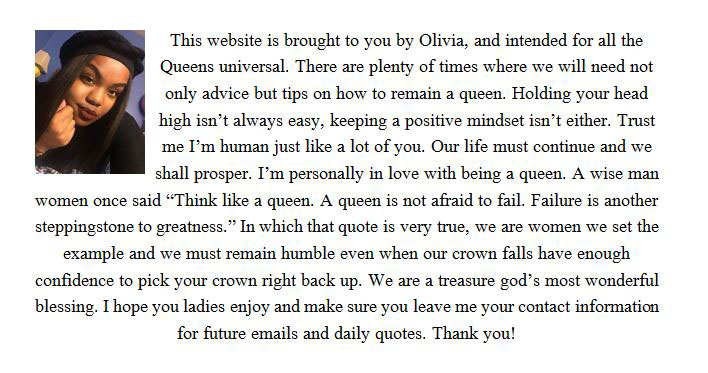 This website is brought to you by Olivia, and intended for all the
Queens universal. There are plenty of times where we will need not
only advice but tips on how to remain a queen. Holding your head
high isn’t always easy, keeping a positive mindset isn’t either. Trust
me I’m human just like a lot of you. Our life must continue and we
shall prosper. I’m personally in love with being a queen. A wise man
women once said “Think like a queen. A queen is not afraid to fail. Failure is another
steppingstone to greatness.” In which that quote is very true, we are women we set the
example and we must remain humble even when our crown falls have enough
confidence to pick your crown right back up. We are a treasure god’s most wonderful
blessing. I hope you ladies enjoy and make sure you leave me your contact information
for future emails and daily quotes. Thank you!